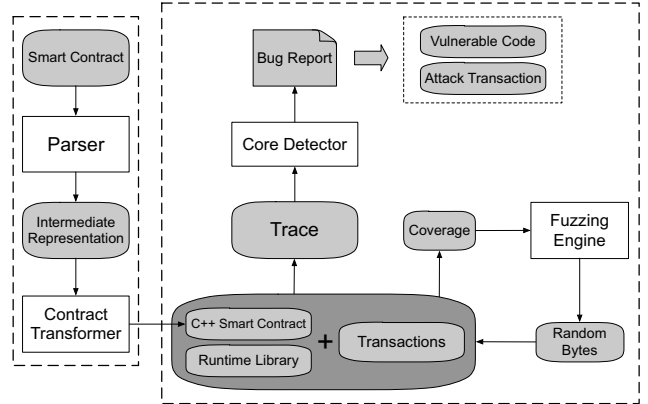 Smart Contract
Parser
Intermediate
Representation
Contract
Transformer
Bug Report
Vulnerable Code
Attack Transaction
Core Detector
Trace
Coverage
Fuzzing
Engine
C++ Smart Contract
Runtime Library
+
Transactions
Random
Bytes